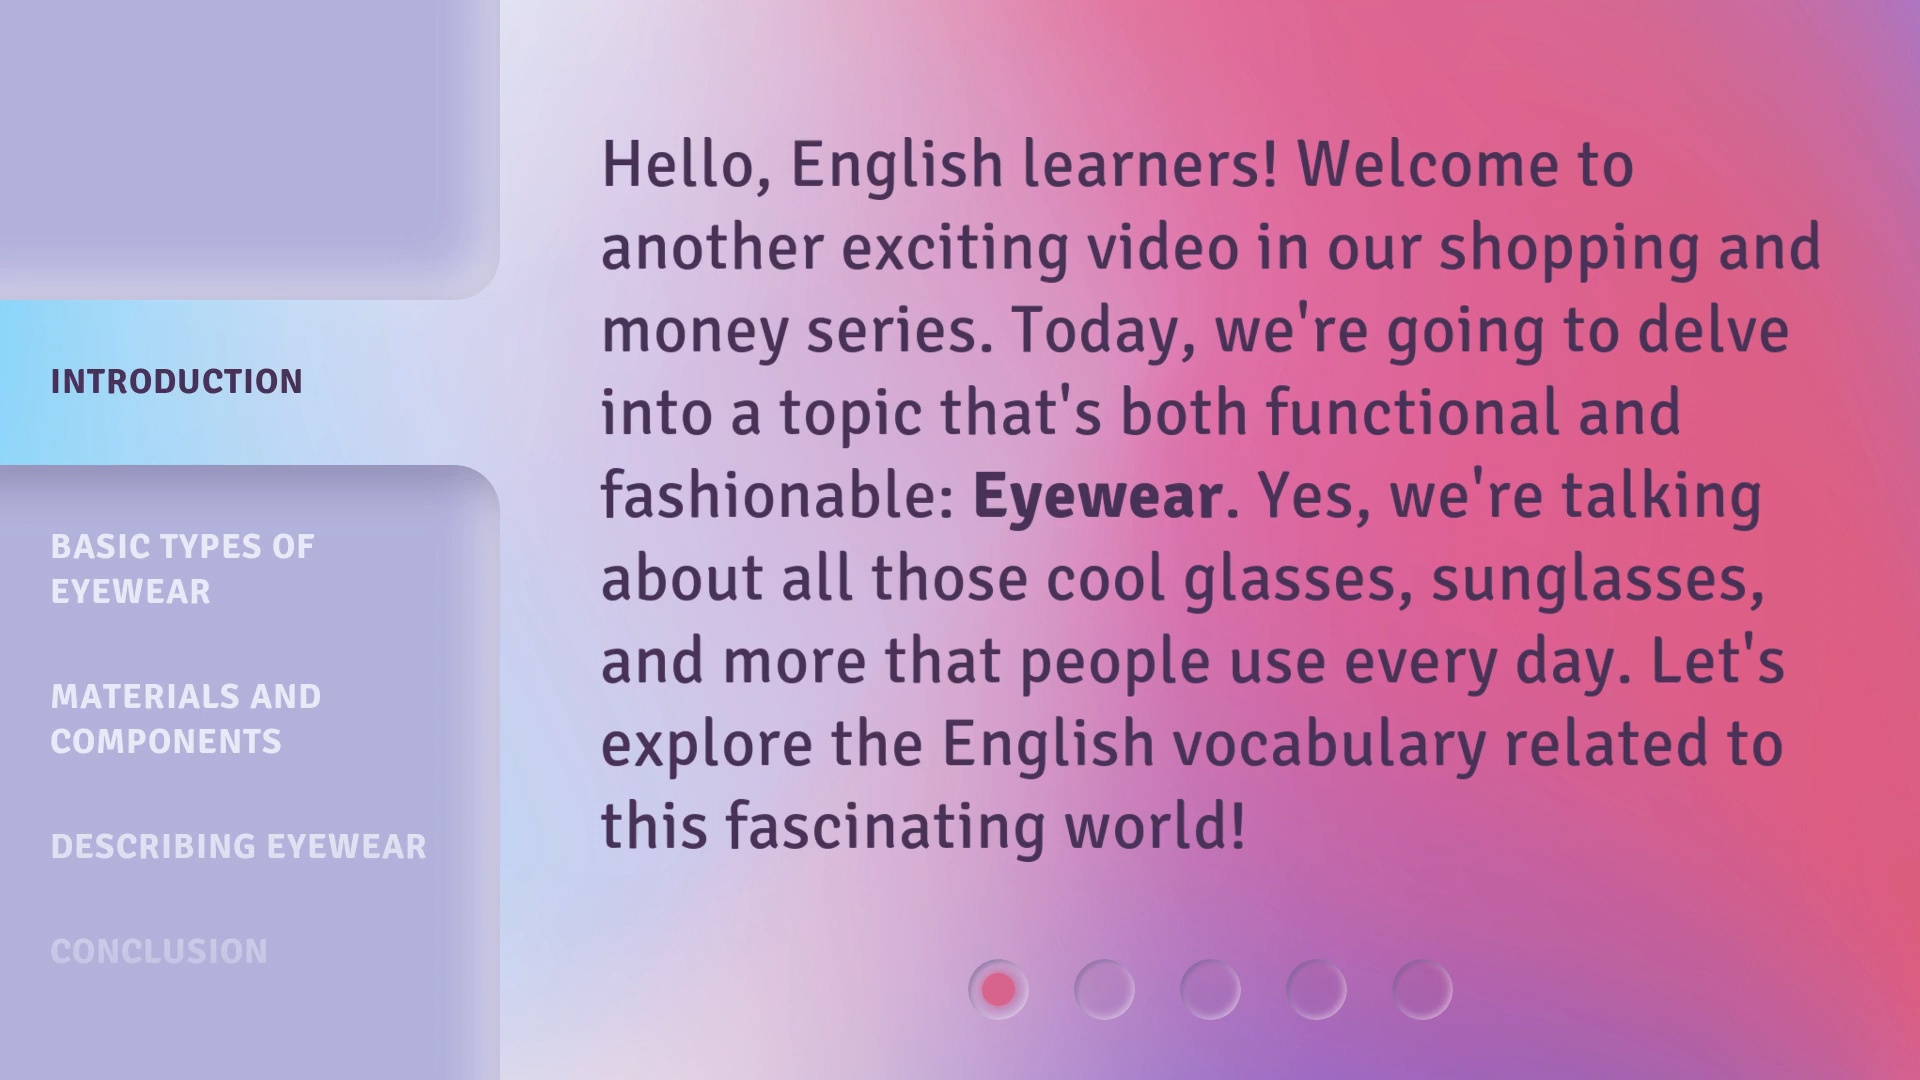 INTRODUCTION
BASIC TYPES OF
EYEWEAR
MATERIALS AND
COMPONENTS
DESCRIBING EYEWEAR
CONCLUSION
Hello, English learners! Welcome to
another exciting video in our shopping and
money series. Today, we're going to delve
into a topic that's both functional and
fashionable: Eyewear. Yes, we're talking
about all those cool glasses, sunglasses,
and more that people use every day. Let's
explore the English vocabulary related to
this fascinating world!